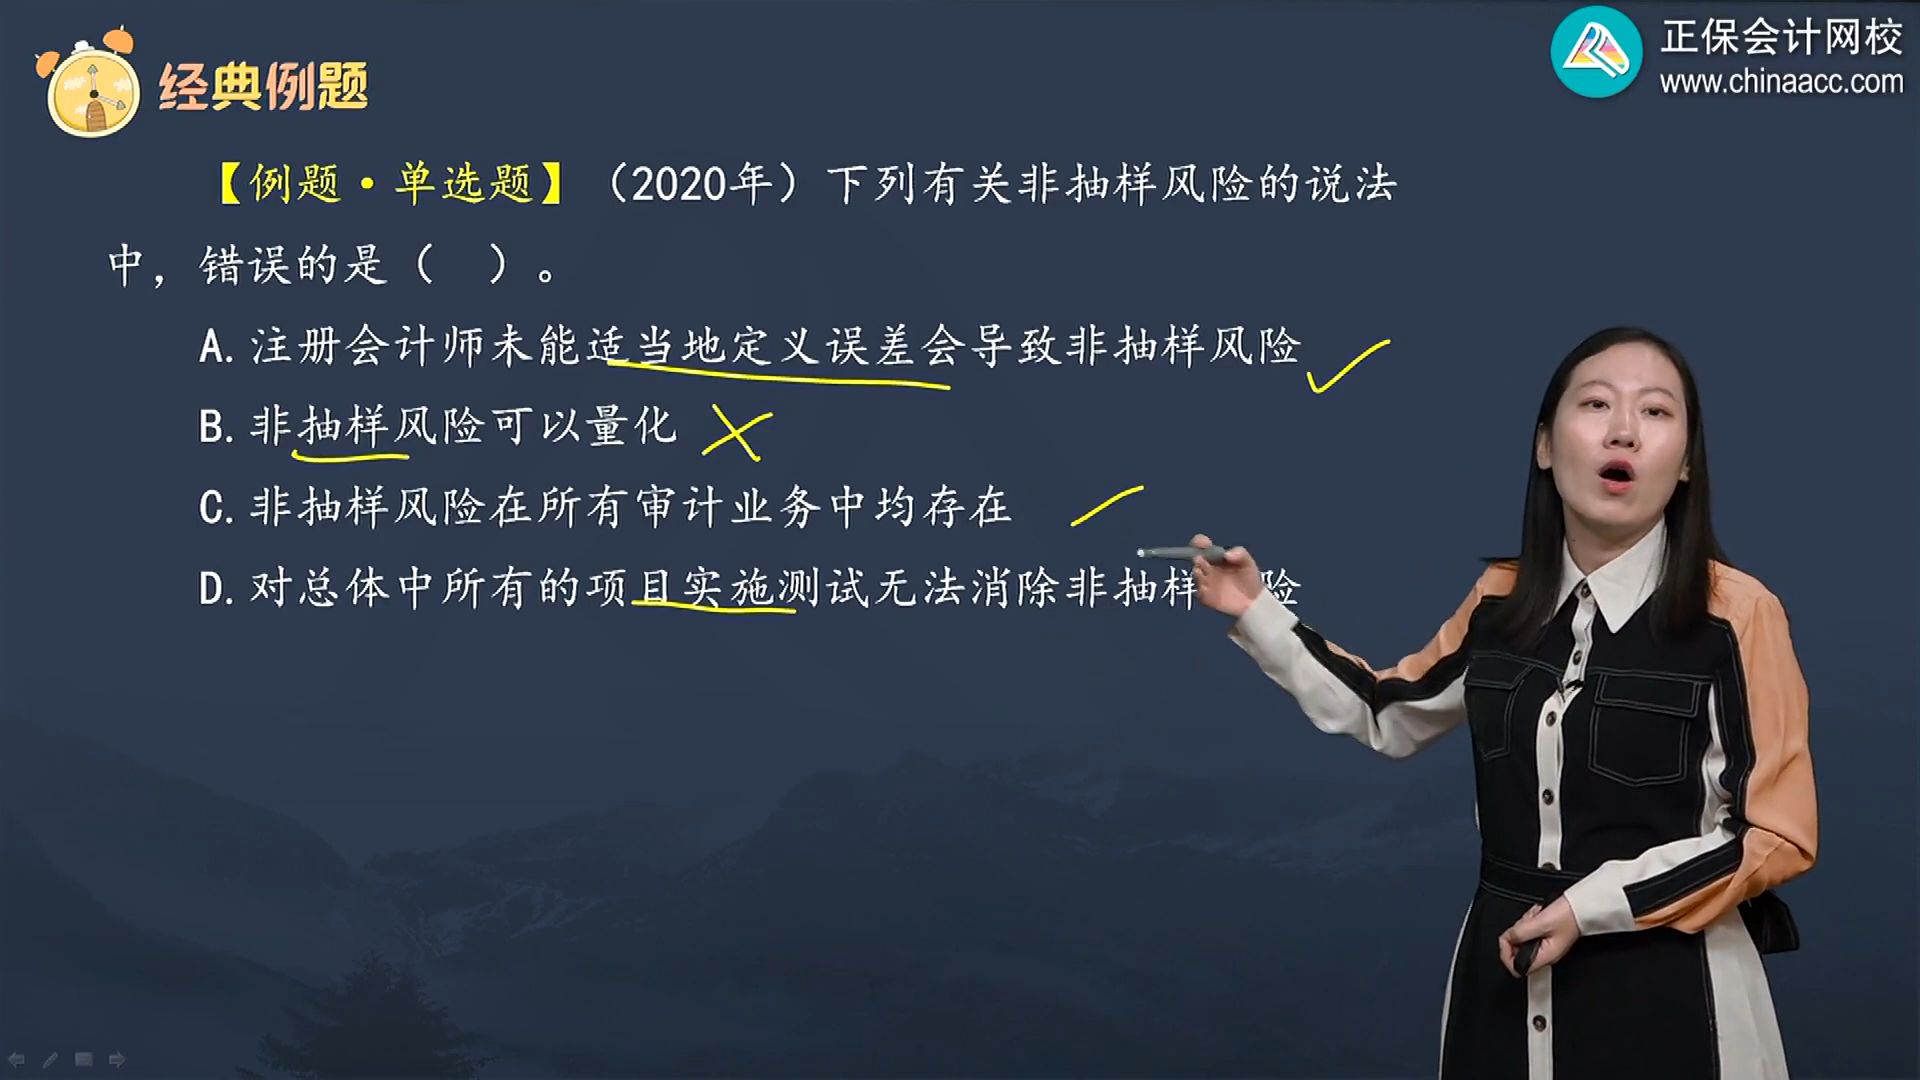 正保会计网校
www.chinaacc.com
经典例题
【例题·单选题】（2020年）下列有关非抽样风险的说法
中，错误的是（ ）。
A.注册会计师未能适当地定义误差会导致非抽样风险
B.非抽样风险可以量化
C.非抽样风险在所有审计业务中均存在
D.对总体中所有的项目实施测试无法消除非抽样 险